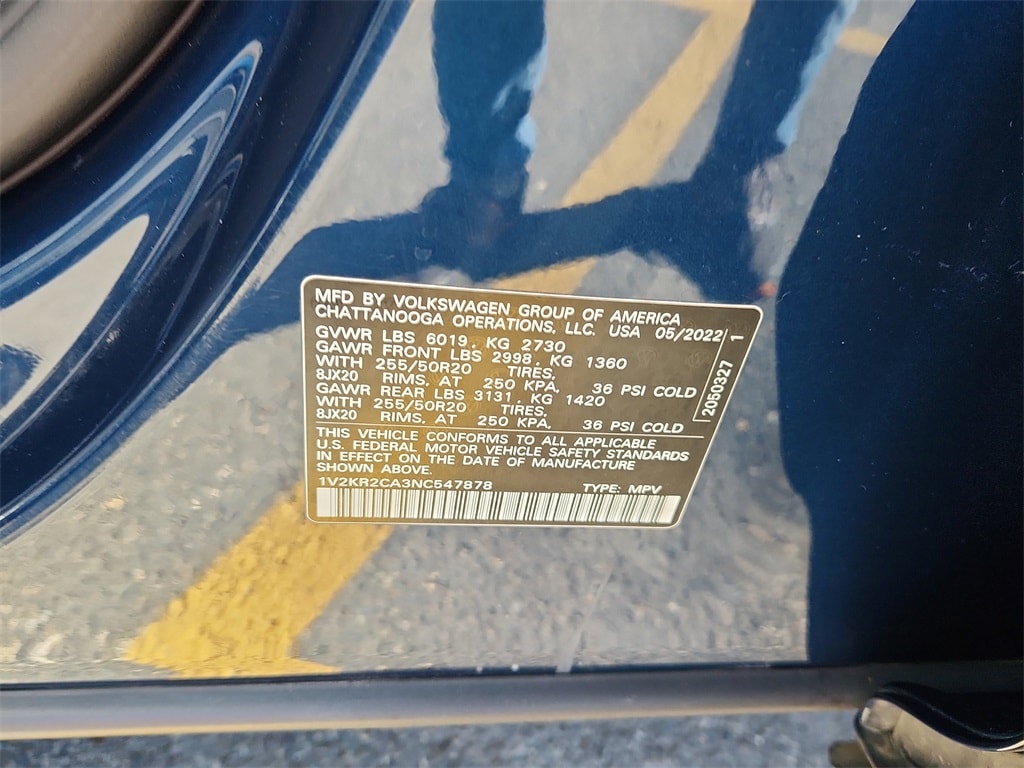 MFD BY VOLKSWAGEN GROUP OF AMERICA
CHATTANOOGA OPERATIONS, LLC. USA 05/2022 1
GVWR LBS 6019, KG 2730
GAWR FRONT LBS 2998, KG 1360
WITH 255/50R20 TIRES,
8JX20 RIMS, AT 250 KPA, 36 PSI COLD
GAWR REAR LBS 3131, KG 1420
WITH 255/50R20 TIRES,
8JX20 RIMS, AT 250 KPA, 36 PSI COLD
2050327
THIS VEHICLE CONFORMS TO ALL APPLICABLE
U.S. FEDERAL MOTOR VEHICLE SAFETY STANDARDS
IN EFFECT ON THE DATE OF MANUFACTURE
SHOWN ABOVE.
1V2KR2CA3NC547878 TYPE: MPV